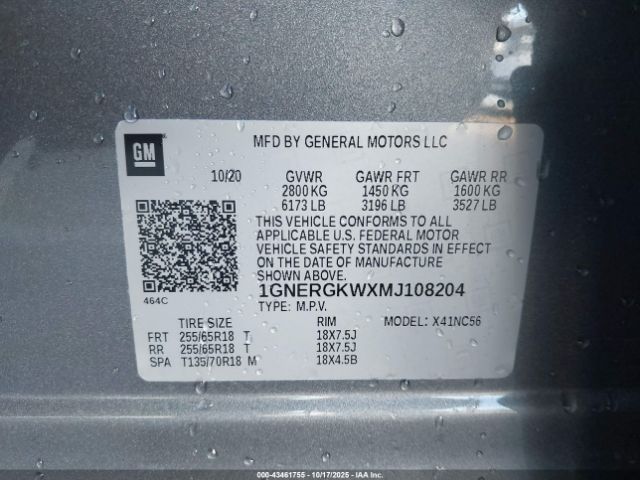 GM
MFD BY GENERAL MOTORS LLC
10/20 GVWR GAWR FRT GAWR RR
2800 KG 1450 KG 1600 KG
6173 LB 3196 LB 3527 LB
THIS VEHICLE CONFORMS TO ALL
APPLICABLE U.S. FEDERAL MOTOR
VEHICLE SAFETY STANDARDS IN EFFECT
ON THE DATE OF MANUFACTURE
SHOWN ABOVE.
464C
1GNERGKWXMJ108204
TYPE: M.P.V. MODEL: X41NC56
TIRE SIZE RIM
FRT 255/65R18 T 18X7.5J
RR 255/65R18 T 18X7.5J
SPA T135/70R18 M 18X4.5B
000-43461755 - 10/17/2025 - IAAI.COM